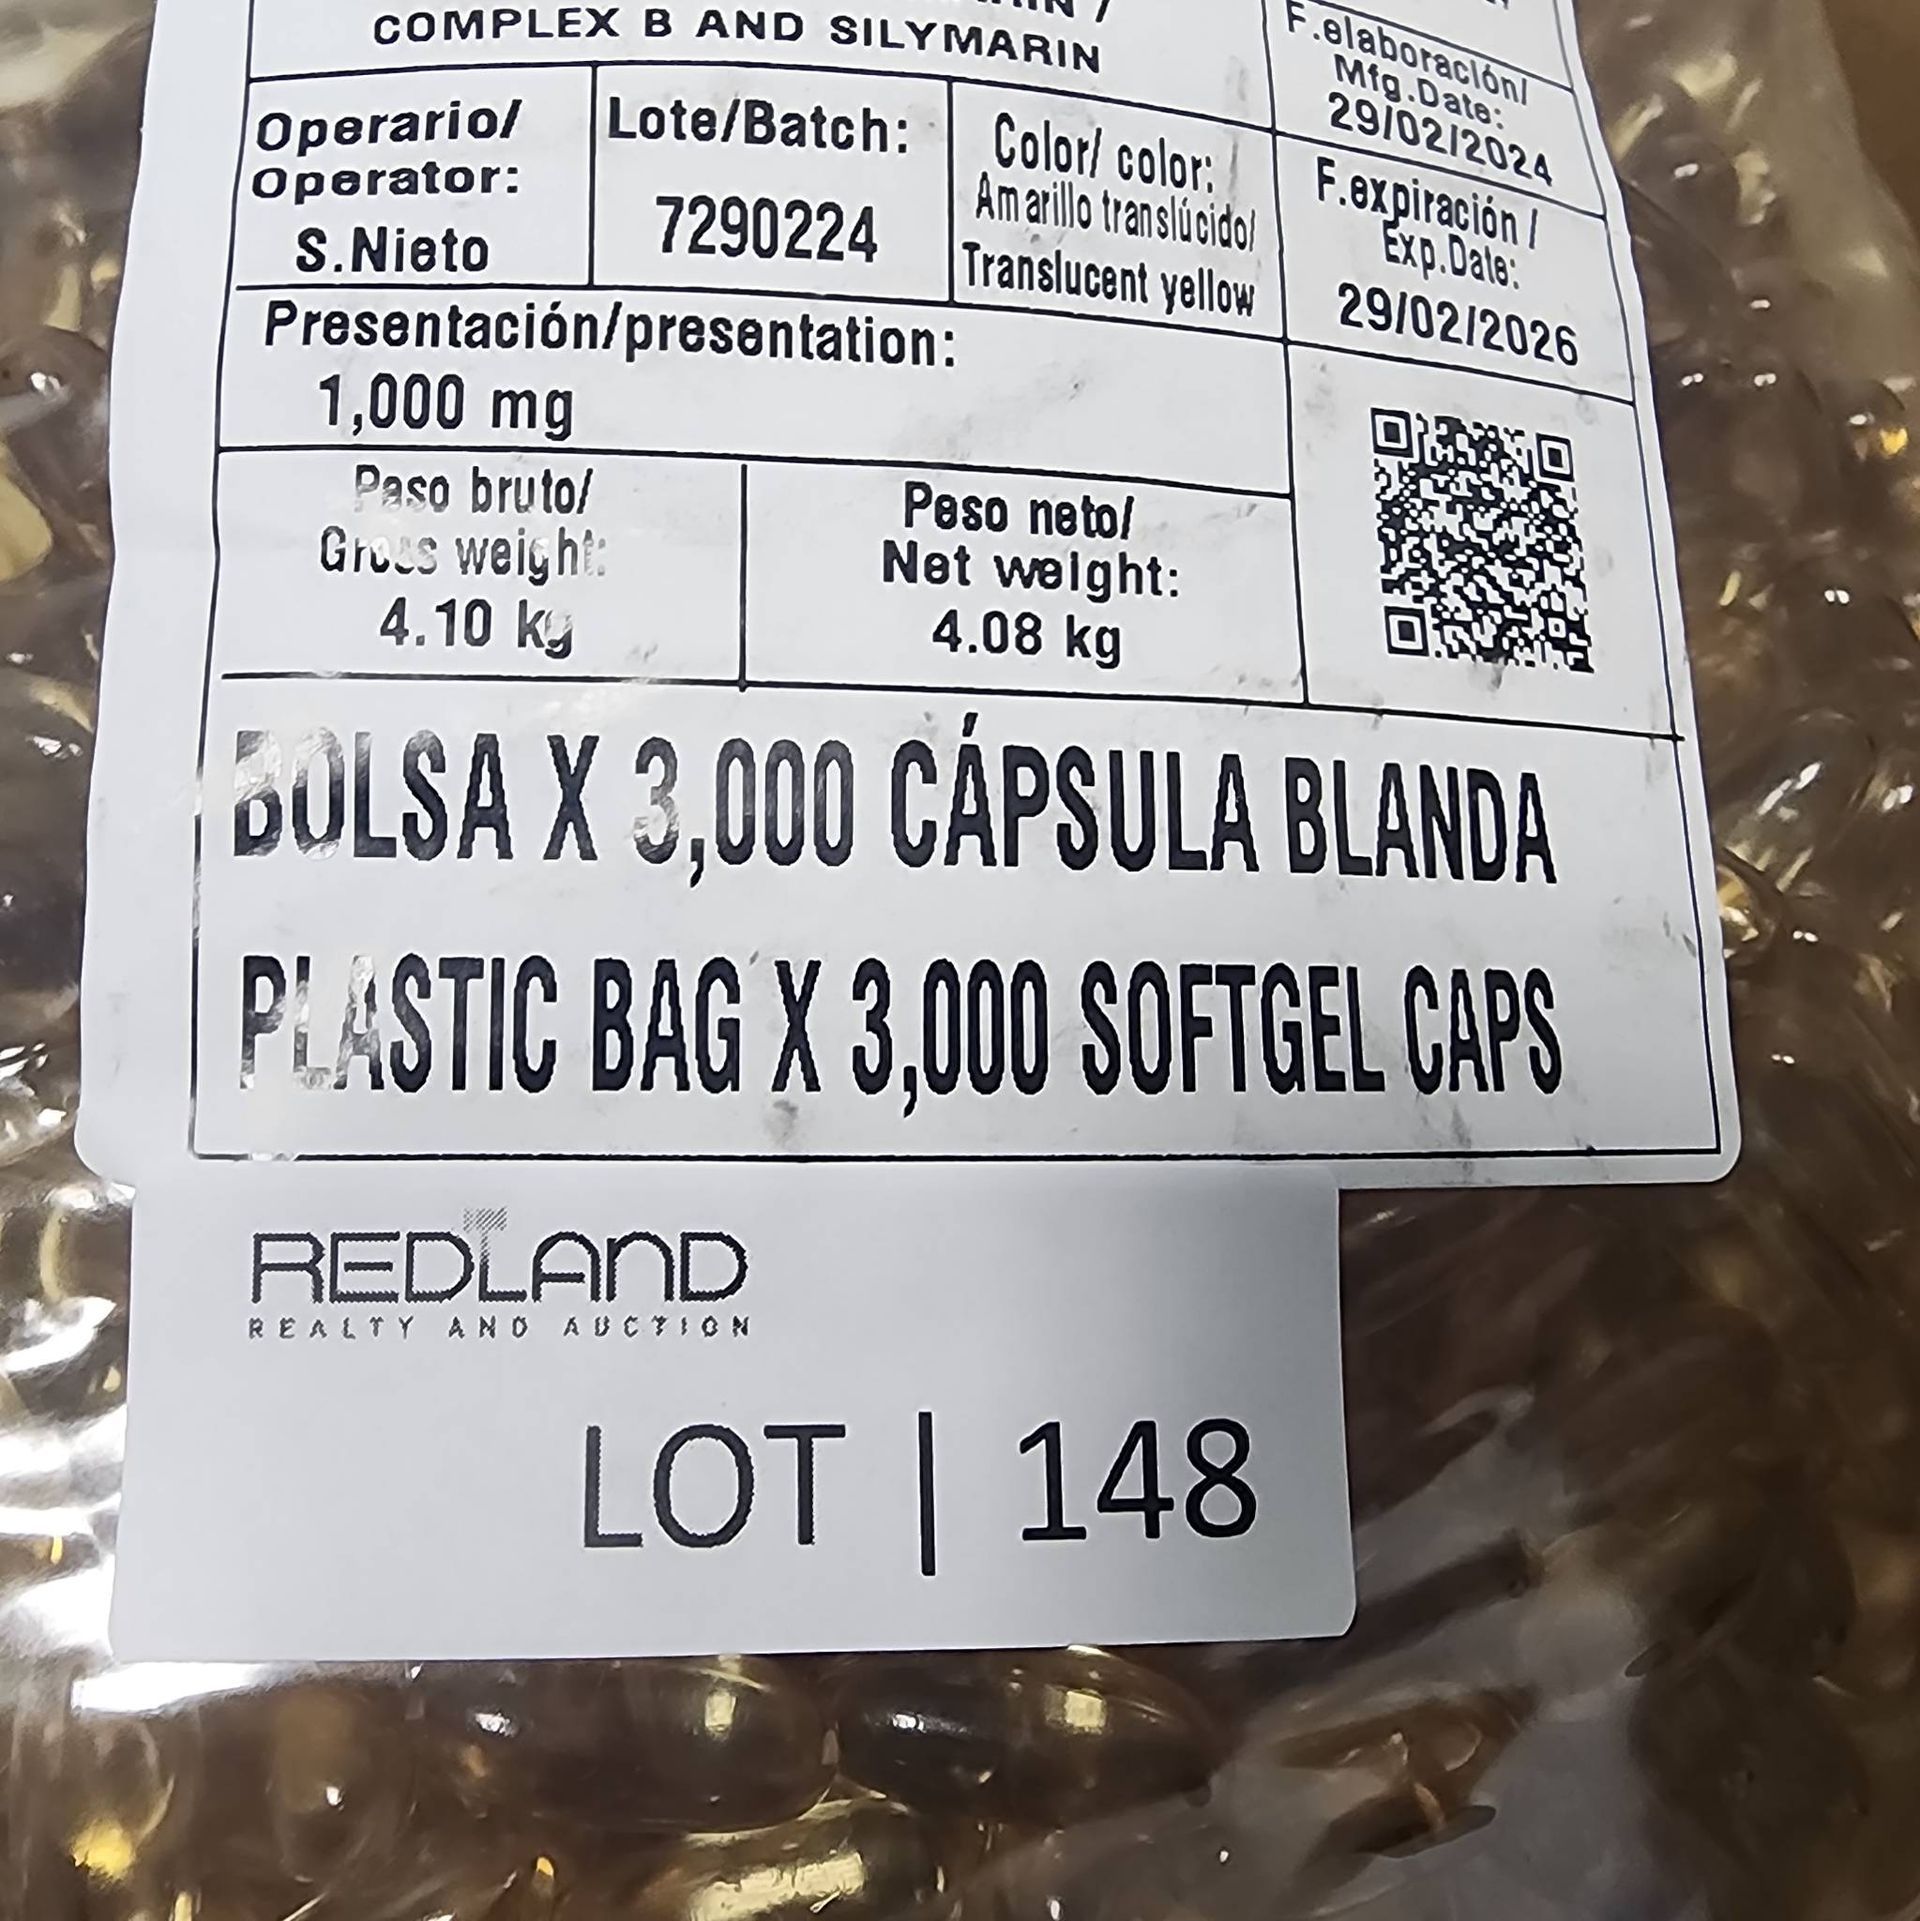 COMPLEX B AND SILYMARIN
F.elaboración/
Mfg.Date:
29/02/2024
Operario/
Operator:
S.Nieto
Lote/Batch:
7290224
Color/ color:
Amarillo translúcido/
Translucent yellow
F.expiración /
Exp.Date:
29/02/2026
Presentación/presentation:
1,000 mg
Peso bruto/
Gross weight:
4.10 kg
Peso neto/
Net weight:
4.08 kg
BOLSA X 3,000 CÁPSULA BLANDA
PLASTIC BAG X 3,000 SOFTGEL CAPS
REDLAND
REALTY AND AUCTION
LOT | 148